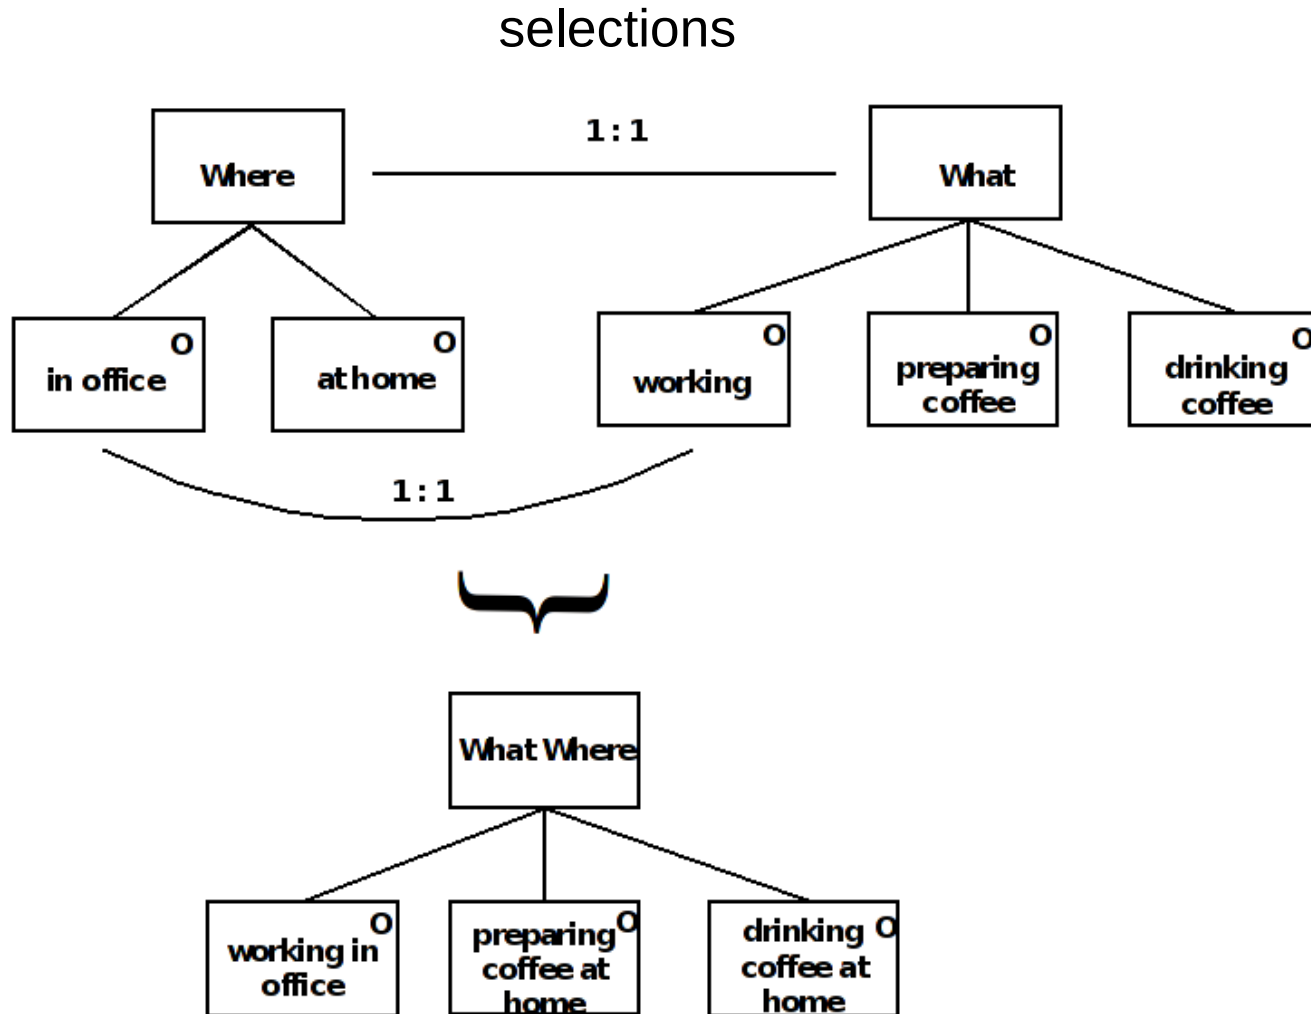 selections
1:1
Where
What
O
in office
O
at home
O
working
O
preparing
coffee
O
drinking
coffee
1:1
What Where
O
working in
office
O
preparing
coffee at
home
O
drinking
coffee at
home